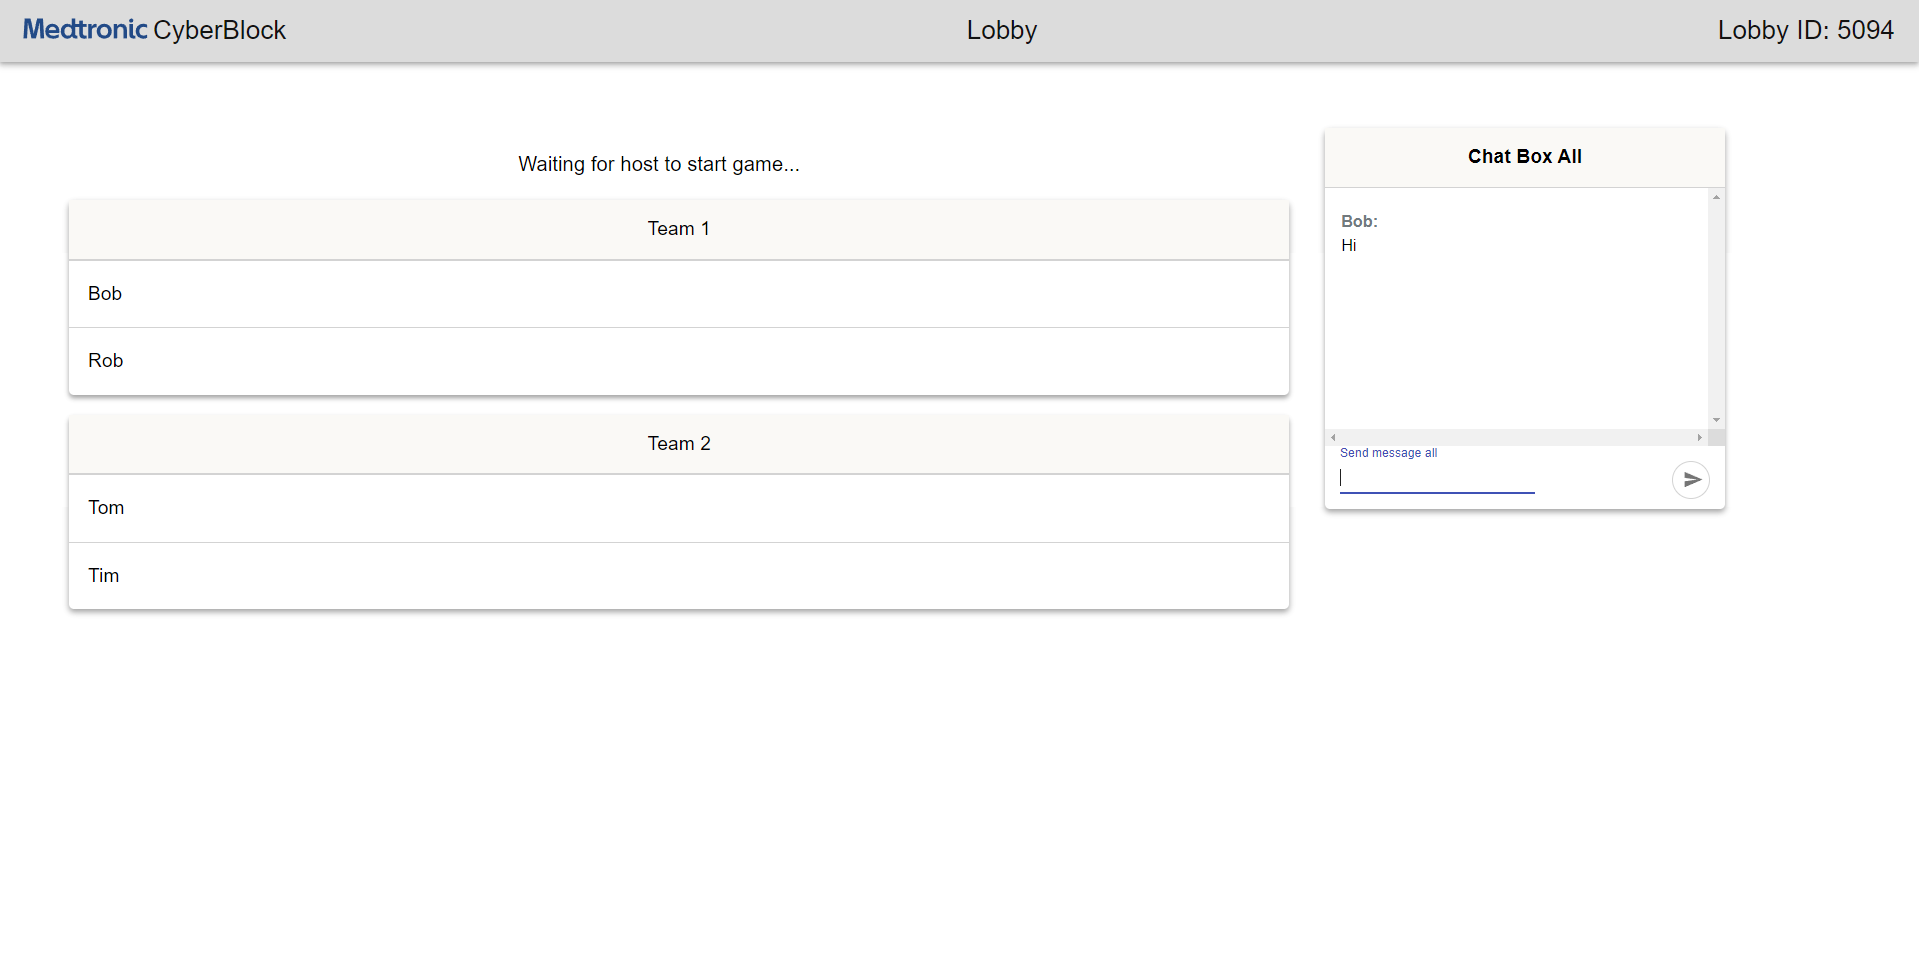 Medtronic CyberBlock
Lobby
Lobby ID: 5094
Waiting for host to start game...
Team 1
Bob
Rob
Team 2
Tom
Tim
Chat Box All
Bob:
Hi
Send message all